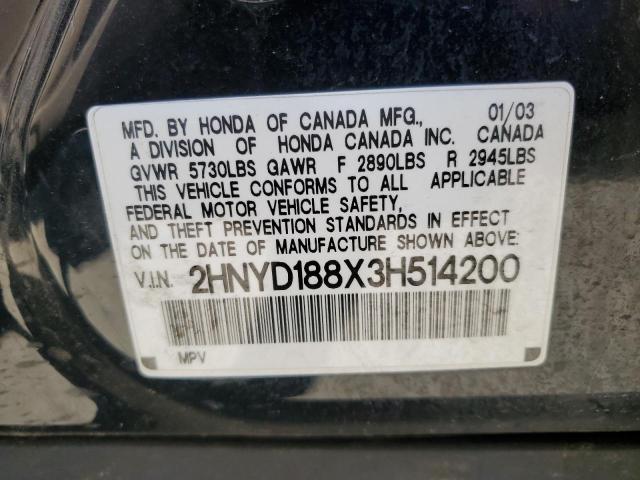 MFD. BY HONDA OF CANADA MFG., 01/03
A DIVISION OF HONDA CANADA INC. CANADA
GVWR 5730LBS GAWR F 2890LBS R 2945LBS
THIS VEHICLE CONFORMS TO ALL APPLICABLE
FEDERAL MOTOR VEHICLE SAFETY,
AND THEFT PREVENTION STANDARDS IN EFFECT
ON THE DATE OF MANUFACTURE SHOWN ABOVE.
V.I.N. 2HNYD188X3H514200
MPV